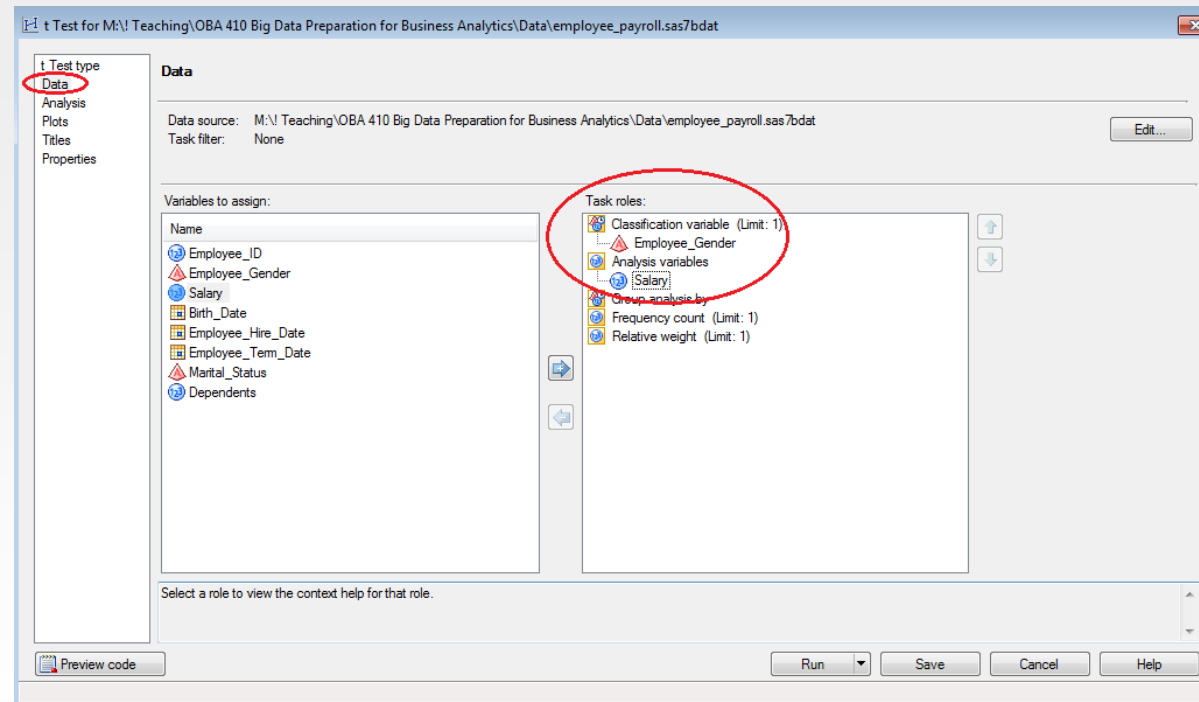 t Test for M:\! Teaching\OBA 410 Big Data Preparation for Business Analytics\Data\employee_payroll.sas7bdat
t Test type
Data
Analysis
Plots
Titles
Properties
Data
Data source: M:\! Teaching\OBA 410 Big Data Preparation for Business Analytics\Data\employee_payroll.sas7bdat
Task filter: None
Edit...
Variables to assign:
Name
Employee_ID
Employee_Gender
Salary
Birth_Date
Employee_Hire_Date
Employee_Term_Date
Marital_Status
Dependents
Task roles:
Classification variable (Limit: 1)
Employee_Gender
Analysis variables
Salary
Group analysis by
Frequency count (Limit: 1)
Relative weight (Limit: 1)
Select a role to view the context help for that role.
Preview code
Run
Save
Cancel
Help